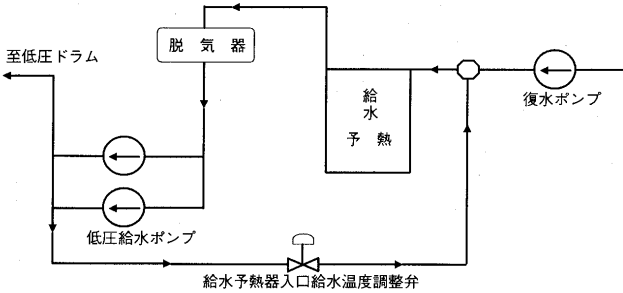 至低圧ドラム
脱気器
給水
予熱
復水ポンプ
低圧給水ポンプ
給水予熱器入口給水温度調整弁